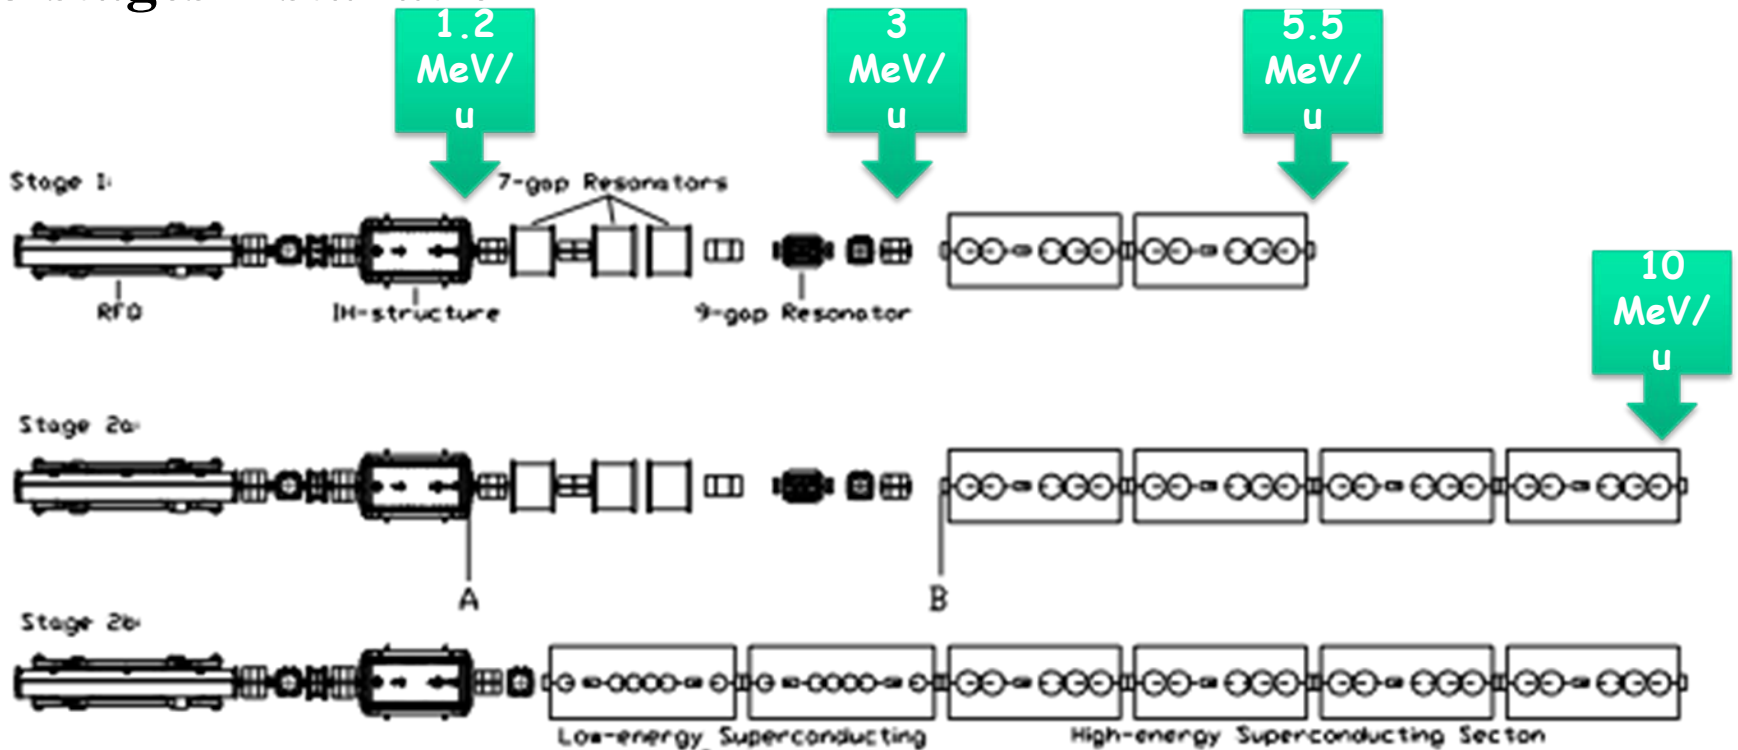 1.2
MeV/
u
3
MeV/
u
5.5
MeV/
u
Stage 1:
7-gap Resonators
RFQ
IH-structure
9-gap Resonator
10
MeV/
u
Stage 2a:
A
B
Stage 2b:
Low-energy Superconducting
High-energy Superconducting Section